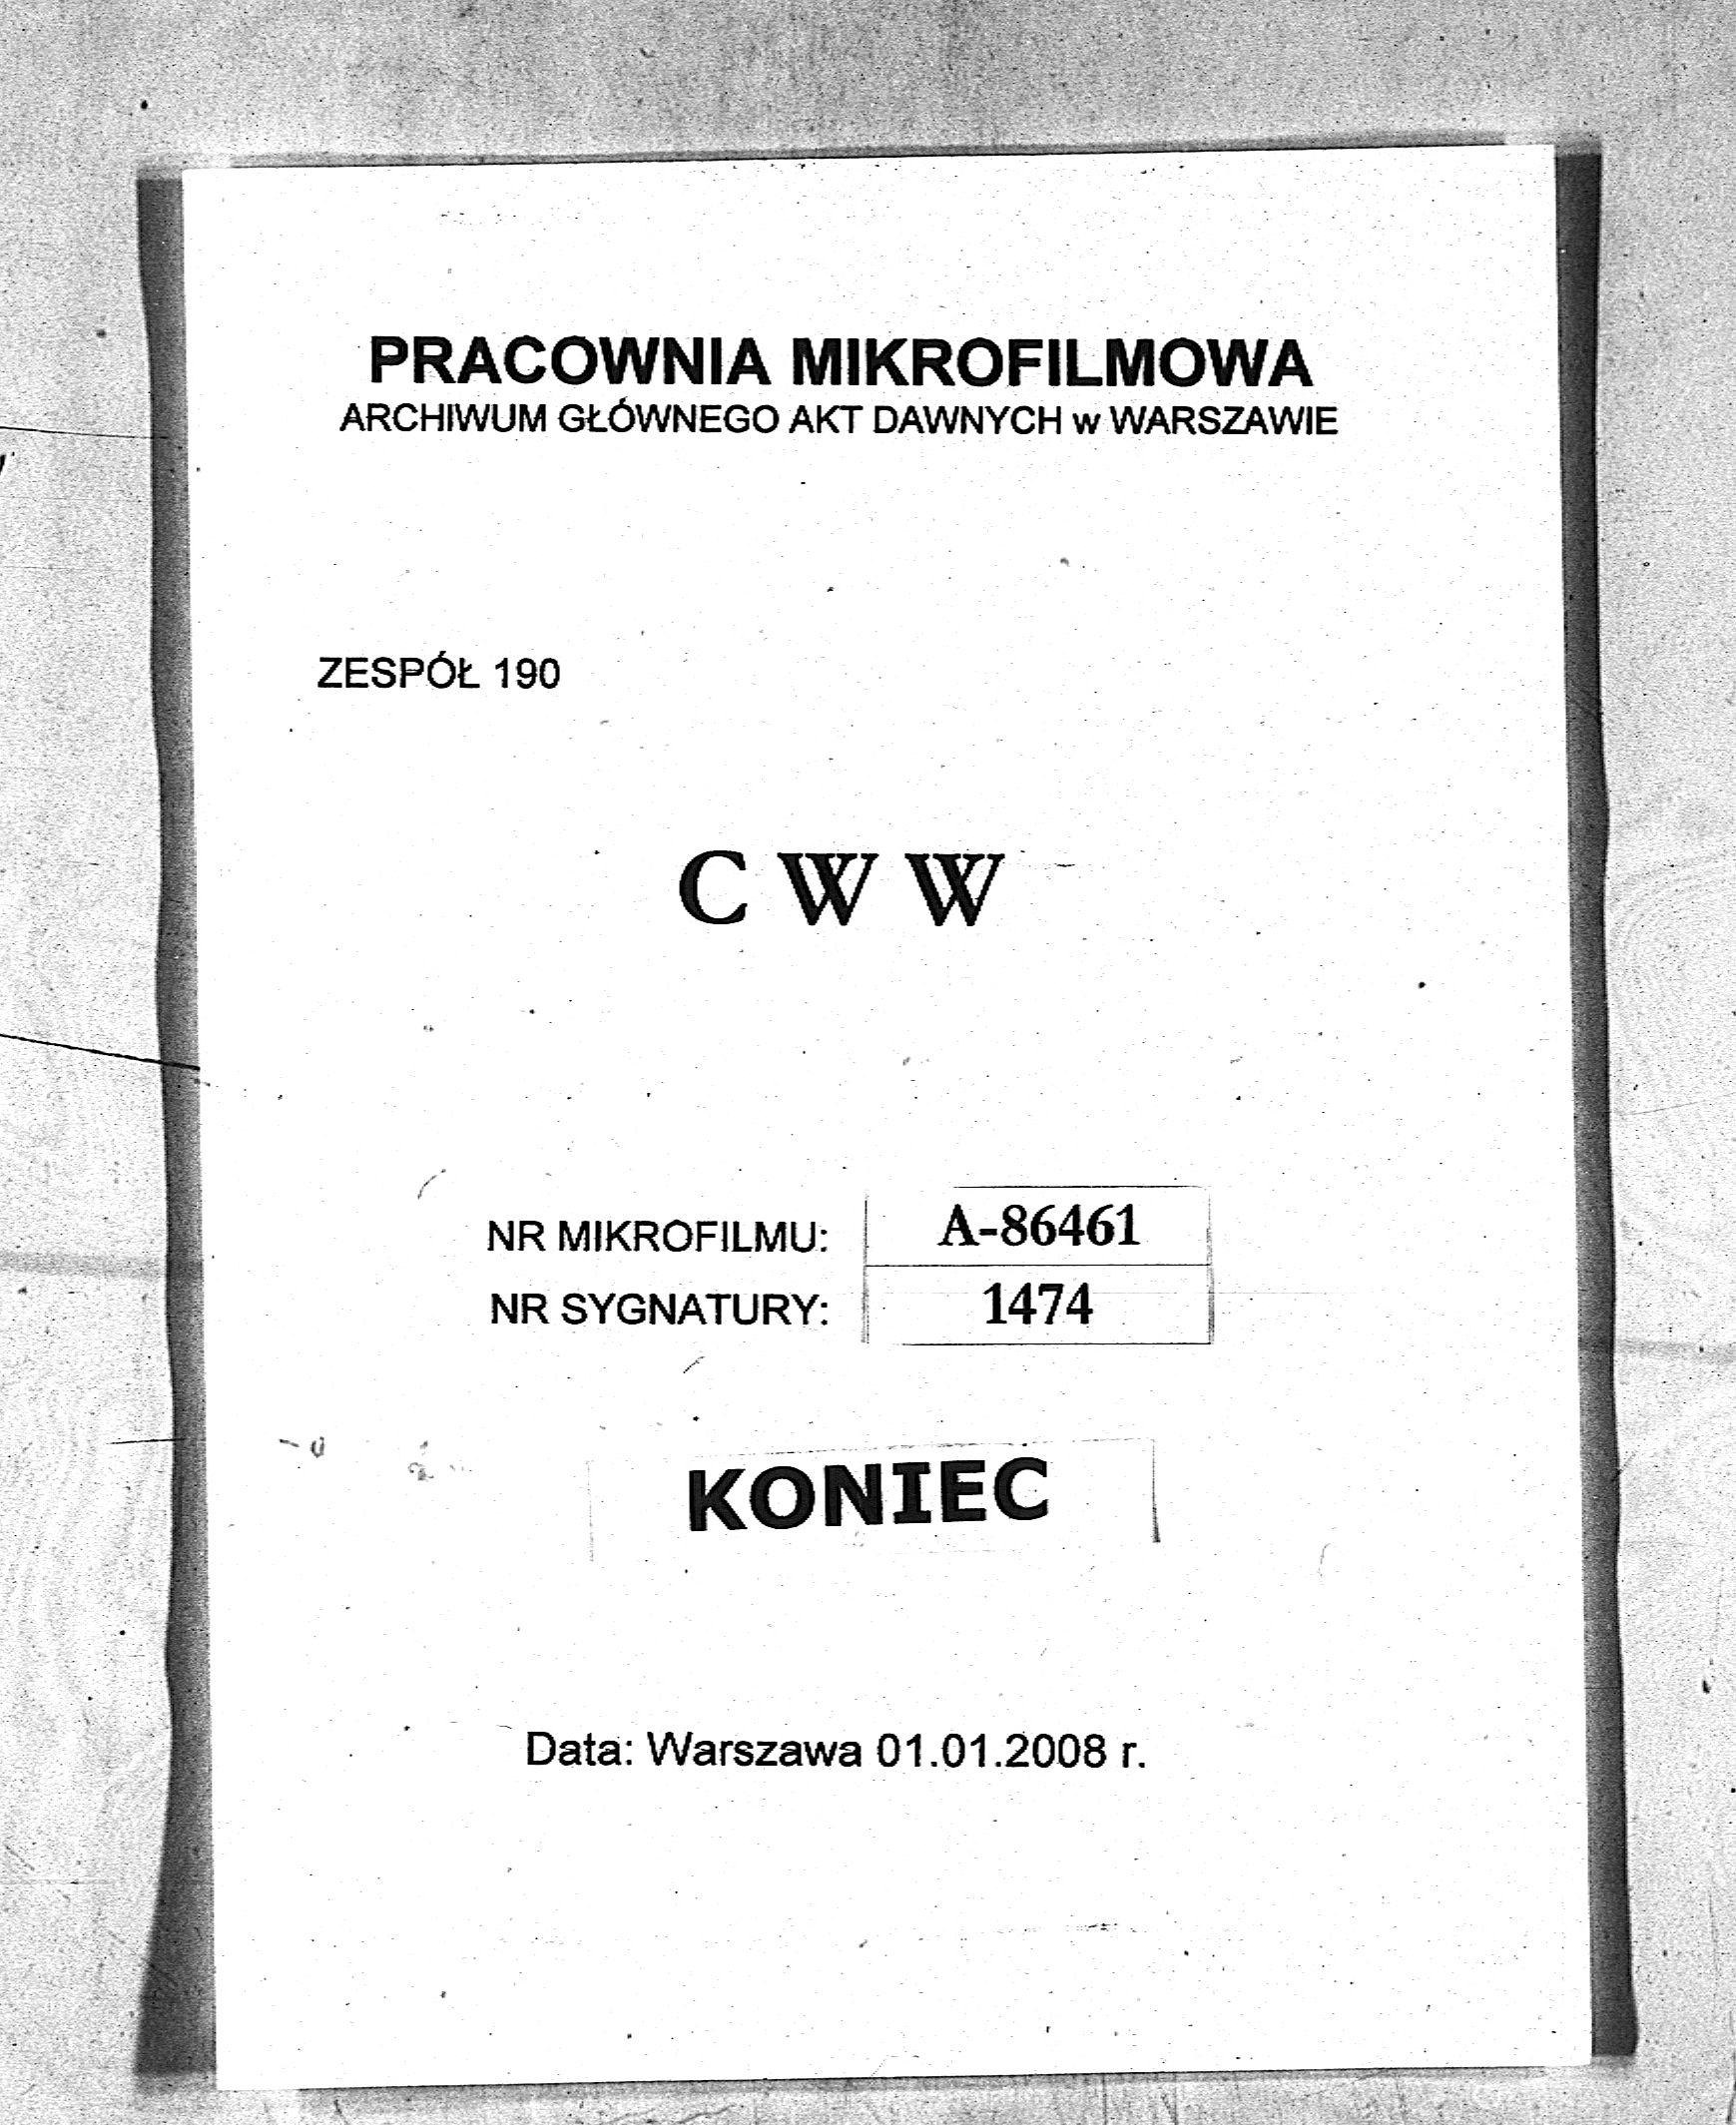 PRACOWNIA MIKROFILMOWA
ARCHIWUM GŁÓWNEGO AKT DAWNYCH w WARSZAWIE
ZESPÓŁ 190
C W W
NR MIKROFILMU: A-86461
NR SYGNATURY: 1474
KONIEC
Data: Warszawa 01.01.2008 r.